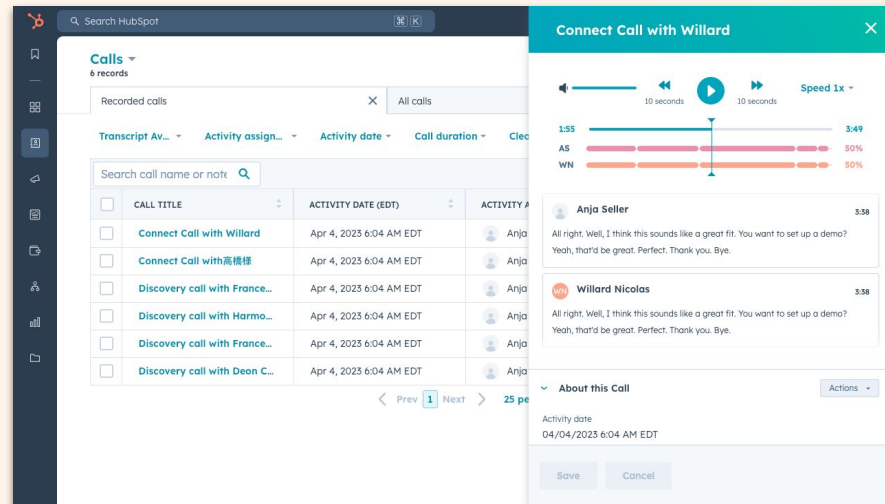 Search HubSpot
⌘ K
Calls
6 records
Recorded calls
All calls
Transcript Av... Activity assign... Activity date Call duration Clea
Search call name or note
CALL TITLE ACTIVITY DATE (EDT) ACTIVITY A
Connect Call with Willard Apr 4, 2023 6:04 AM EDT Anja
Connect Call with高橋様 Apr 4, 2023 6:04 AM EDT Anja
Discovery call with France... Apr 4, 2023 6:04 AM EDT Anja
Discovery call with Harmo... Apr 4, 2023 6:04 AM EDT Anja
Discovery call with France... Apr 4, 2023 6:04 AM EDT Anja
Discovery call with Deon C... Apr 4, 2023 6:04 AM EDT Anja
Prev 1 Next 25 pe
Connect Call with Willard
10 seconds 10 seconds Speed 1x
1:55 3:49
AS 50%
WN 50%
Anja Seller 3:38
All right. Well, I think this sounds like a great fit. You want to set up a demo?
Yeah, that'd be great. Perfect. Thank you. Bye.
WN Willard Nicolas 3:38
All right. Well, I think this sounds like a great fit. You want to set up a demo?
Yeah, that'd be great. Perfect. Thank you. Bye.
About this Call Actions
Activity date
04/04/2023 6:04 AM EDT
Save Cancel